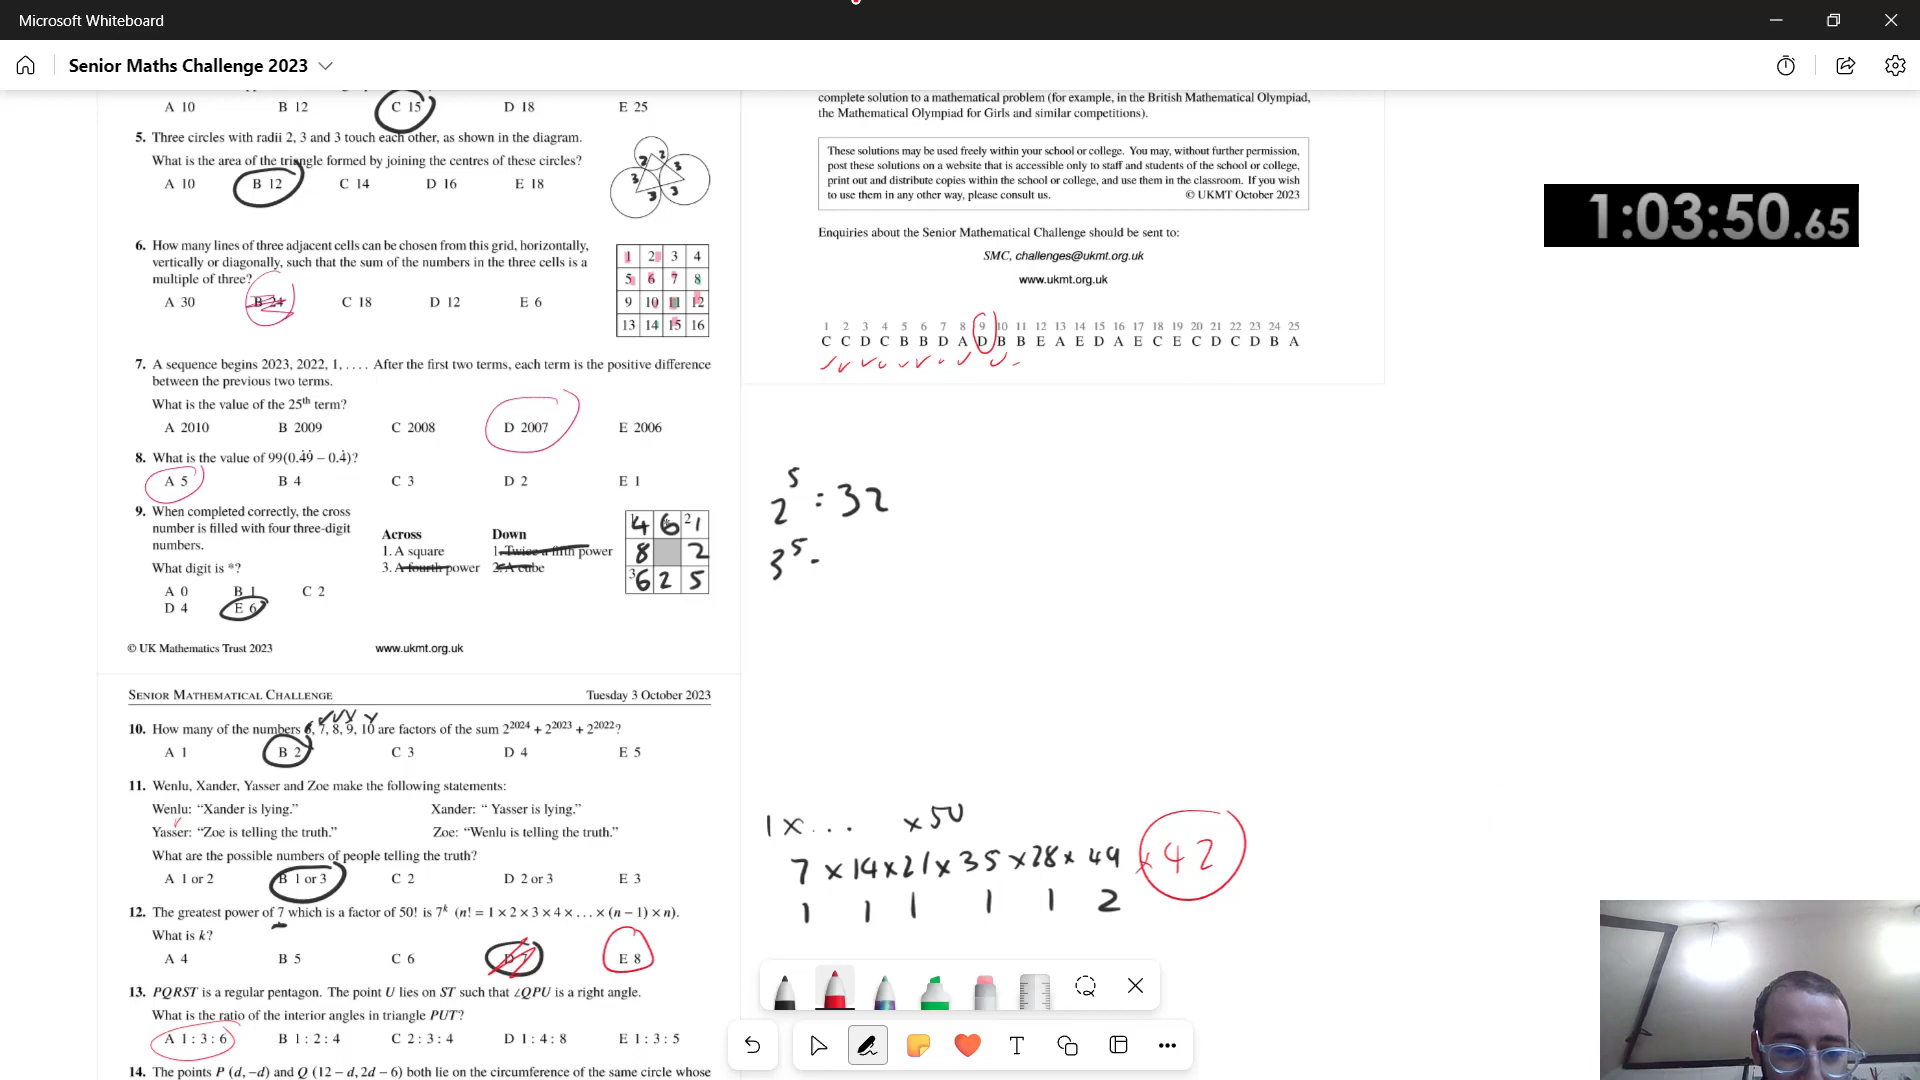 Microsoft Whiteboard
Senior Maths Challenge 2023
A 10 B 12 C 15 D 18 E 25
5. Three circles with radii 2, 3 and 3 touch each other, as shown in the diagram.
What is the area of the triangle formed by joining the centres of these circles?
A 10 B 12 C 14 D 16 E 18
2 2
3 3
3 3
6. How many lines of three adjacent cells can be chosen from this grid, horizontally,
vertically or diagonally, such that the sum of the numbers in the three cells is a
multiple of three?
A 30 B 24 C 18 D 12 E 6
1 2 3 4
5 6 7 8
9 10 11 12
13 14 15 16
7. A sequence begins 2023, 2022, 1, . . . . After the first two terms, each term is the positive difference
between the previous two terms.
What is the value of the 25th term?
A 2010 B 2009 C 2008 D 2007 E 2006
8. What is the value of 99(0.4̇9̇ − 0.4̇)?
A 5 B 4 C 3 D 2 E 1
9. When completed correctly, the cross
number is filled with four three-digit
numbers.
What digit is *?
A 0 B 1 C 2
D 4 E 6
Across Down
1. A square 1. Twice a fifth power
3. A fourth power 2. A cube
4 6 2 1
8 2
3 6 2 5
© UK Mathematics Trust 2023 www.ukmt.org.uk
SENIOR MATHEMATICAL CHALLENGE Tuesday 3 October 2023
10. How many of the numbers 6, 7, 8, 9, 10 are factors of the sum 2²⁰²⁴ + 2²⁰²³ + 2²⁰²²?
A 1 B 2 C 3 D 4 E 5
11. Wenlu, Xander, Yasser and Zoe make the following statements:
Wenlu: “Xander is lying.” Xander: “ Yasser is lying.”
Yasser: “Zoe is telling the truth.” Zoe: “Wenlu is telling the truth.”
What are the possible numbers of people telling the truth?
A 1 or 2 B 1 or 3 C 2 D 2 or 3 E 3
12. The greatest power of 7 which is a factor of 50! is 7ᵏ (n! = 1 × 2 × 3 × 4 × . . . × (n − 1) × n).
What is k?
A 4 B 5 C 6 D 7 E 8
13. PQRST is a regular pentagon. The point U lies on ST such that ∠QPU is a right angle.
What is the ratio of the interior angles in triangle PUT?
A 1 : 3 : 6 B 1 : 2 : 4 C 2 : 3 : 4 D 1 : 4 : 8 E 1 : 3 : 5
14. The points P (d, −d) and Q (12 − d, 2d − 6) both lie on the circumference of the same circle whose
complete solution to a mathematical problem (for example, in the British Mathematical Olympiad,
the Mathematical Olympiad for Girls and similar competitions).
These solutions may be used freely within your school or college. You may, without further permission,
post these solutions on a website that is accessible only to staff and students of the school or college,
print out and distribute copies within the school or college, and use them in the classroom. If you wish
to use them in any other way, please consult us. © UKMT October 2023
Enquiries about the Senior Mathematical Challenge should be sent to:
SMC, challenges@ukmt.org.uk
www.ukmt.org.uk
1 2 3 4 5 6 7 8 9 10 11 12 13 14 15 16 17 18 19 20 21 22 23 24 25
C C D C B B D A D B B E A E D A E C E C D C D B A
2⁵ : 32
3⁵ -
1 × . . . × 50
7 × 14 × 21 × 35 × 28 × 49 × 42
1 1 1 1 1 2
1:03:50.65